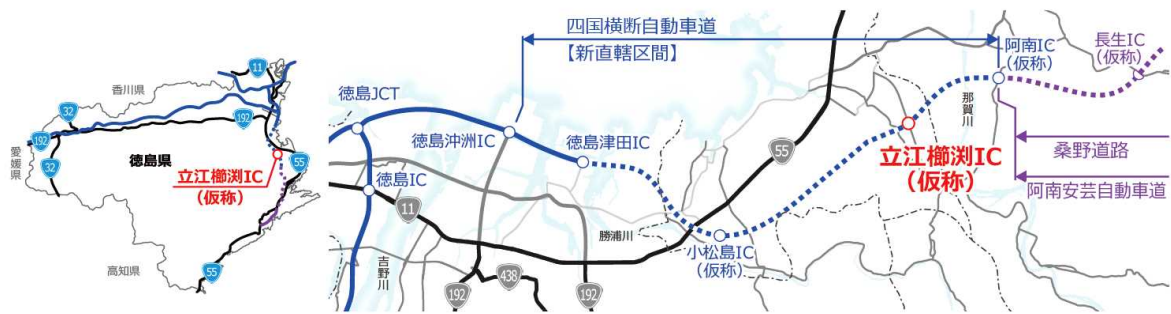 11
香川県
32
192
192
愛媛県
32
徳島県
55
立江櫛渕IC
(仮称)
高知県
55
四国横断自動車道
【新直轄区間】
阿南IC
(仮称)
長生IC
(仮称)
徳島JCT
徳島沖洲IC
徳島津田IC
55
那賀川
立江櫛渕IC
(仮称)
桑野道路
徳島IC
阿南安芸自動車道
11
勝浦川
小松島IC
(仮称)
吉野川
192
438
192